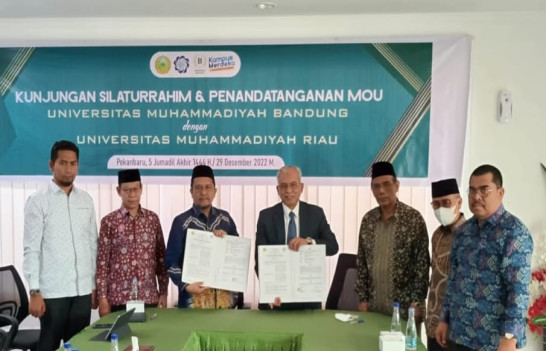 Kampus
Merdeka
KUNJUNGAN SILATURRAHIM & PENANDATANGANAN MOU
UNIVERSITAS MUHAMMADIYAH BANDUNG
dengan
UNIVERSITAS MUHAMMADIYAH RIAU
Pekanbaru, 5 Jumadil Akhir 1444 H/ 29 Desember 2022 M.